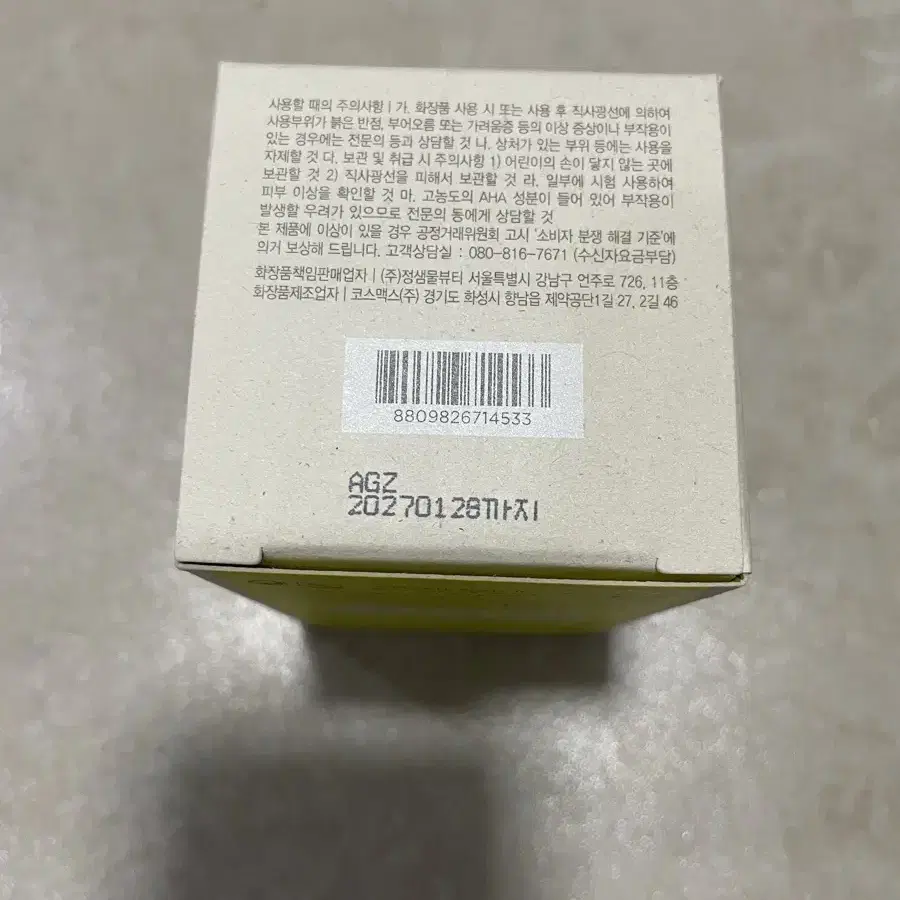 사용할 때의 주의사항 | 가. 화장품 사용 시 또는 사용 후 직사광선에 의하여
사용부위가 붉은 반점, 부어오름 또는 가려움증 등의 이상 증상이나 부작용이
있는 경우에는 전문의 등과 상담할 것 나. 상처가 있는 부위 등에는 사용을
자제할 것 다. 보관 및 취급 시 주의사항 1) 어린이의 손이 닿지 않는 곳에
보관할 것 2) 직사광선을 피해서 보관할 것 라. 일부에 시험 사용하여
피부 이상을 확인할 것 마. 고농도의 AHA 성분이 들어 있어 부작용이
발생할 우려가 있으므로 전문의 등에게 상담할 것
본 제품에 이상이 있을 경우 공정거래위원회 고시 '소비자 분쟁 해결 기준'에
의거 보상해 드립니다. 고객상담실 : 080-816-7671 (수신자요금부담)
화장품책임판매업자 | (주)정샘물뷰티 서울특별시 강남구 언주로 726, 11층
화장품제조업자 | 코스맥스(주) 경기도 화성시 향남읍 제약공단1길 27, 2길 46
8809826714533
AGZ
20270128까지